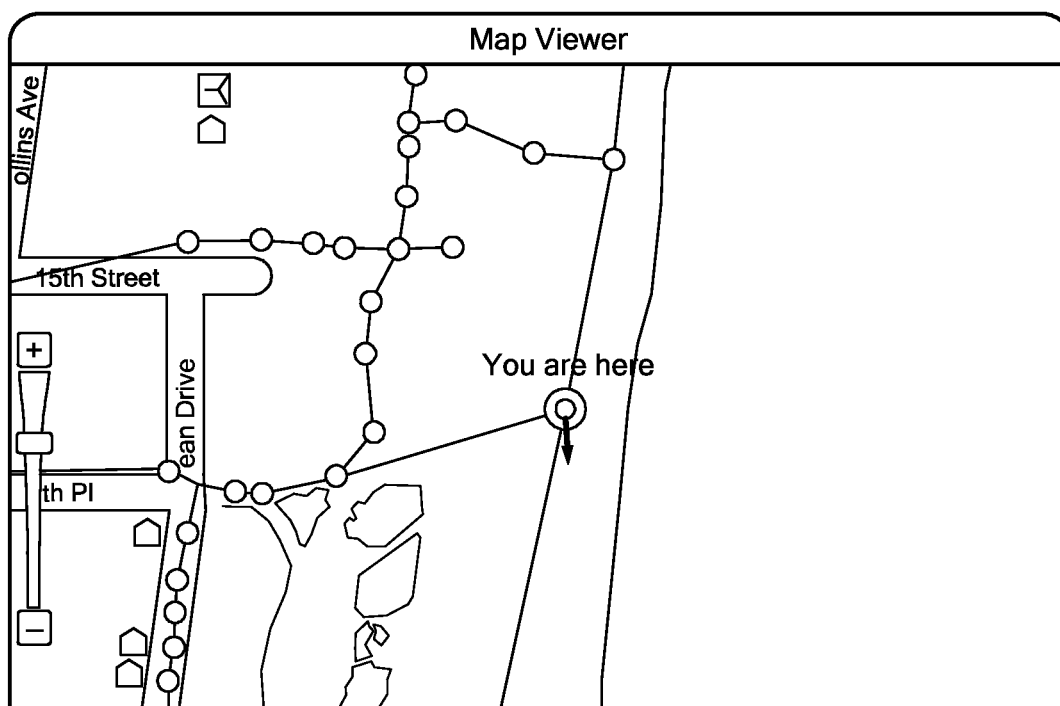 Map Viewer
ollins Ave
15th Street
You are here
ean Drive
th Pl